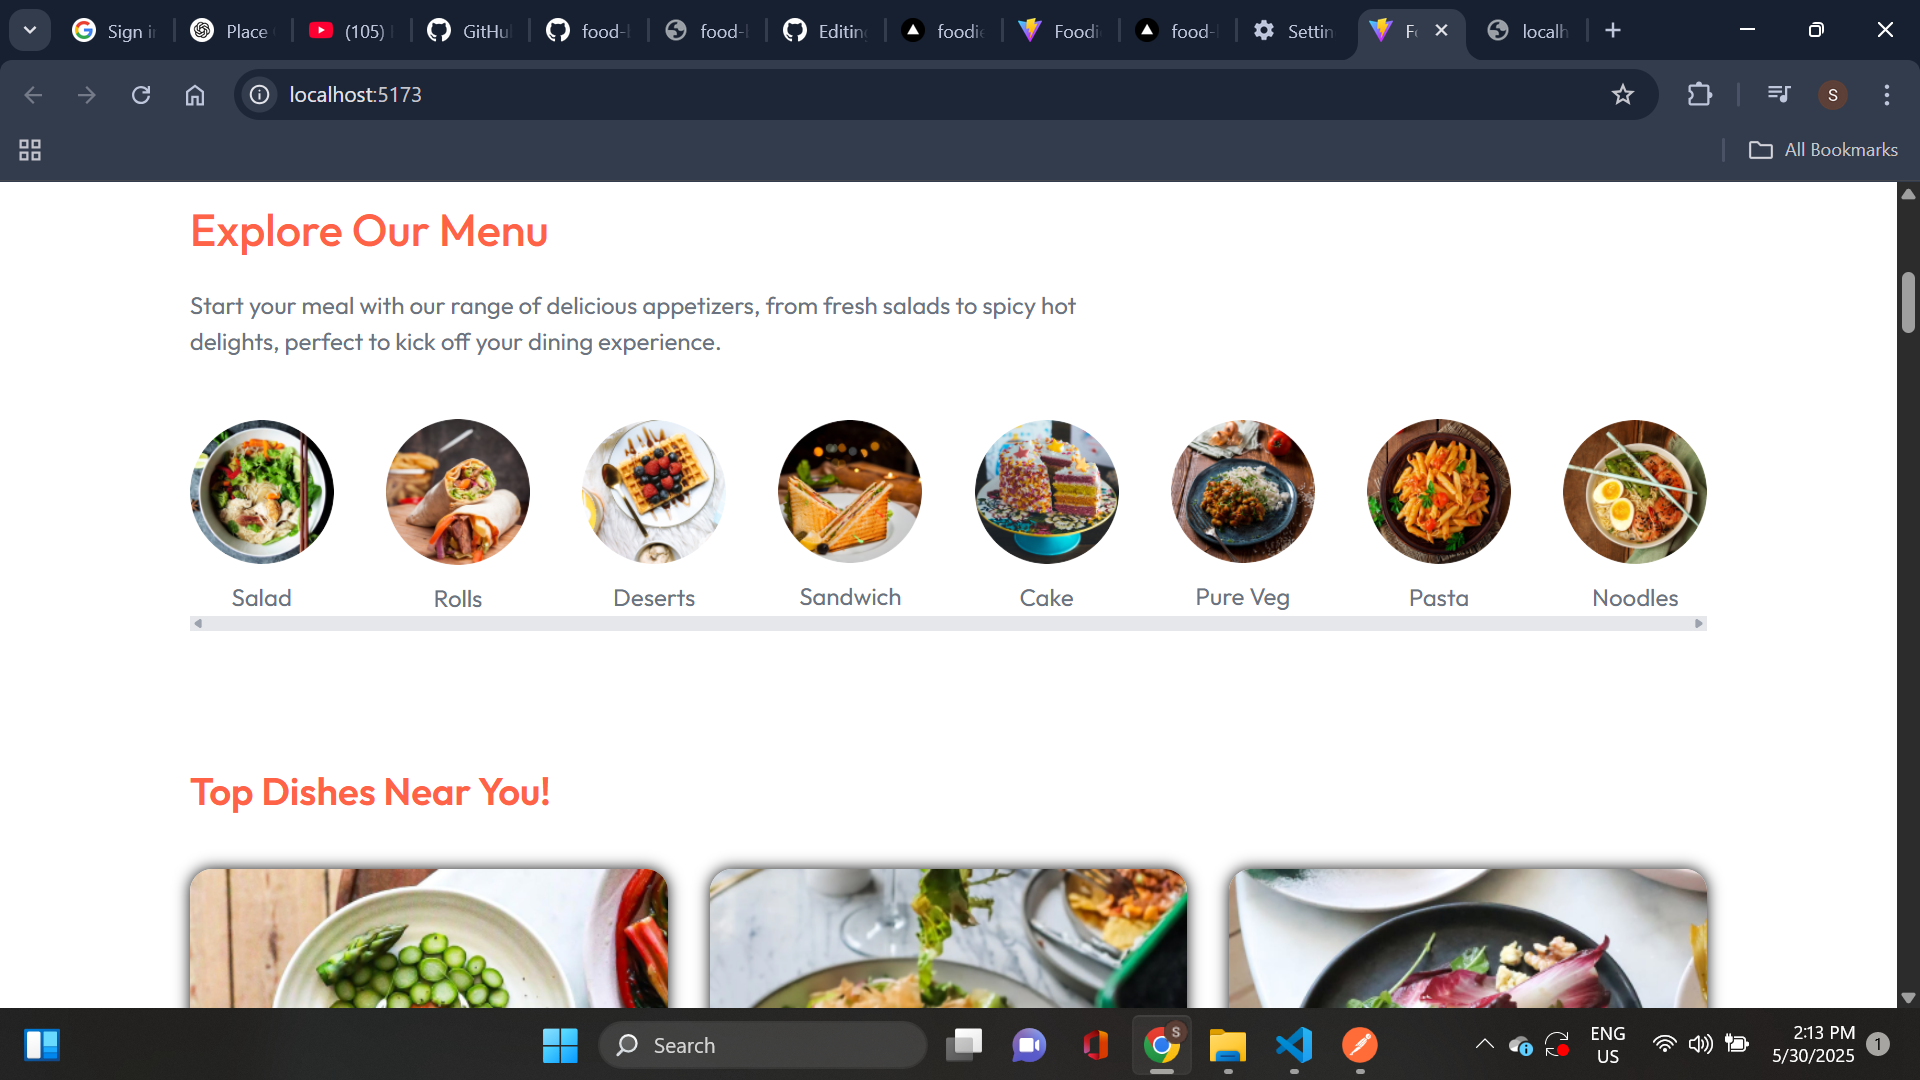 Sign i
Place
(105)
GitHu
food-
food-
Editin
foodie
Foodi
food-
Settin
Fo
localh
localhost:5173
S
All Bookmarks
Explore Our Menu
Start your meal with our range of delicious appetizers, from fresh salads to spicy hot
delights, perfect to kick off your dining experience.
Salad
Rolls
Deserts
Sandwich
Cake
Pure Veg
Pasta
Noodles
Top Dishes Near You!
Search
S
ENG
US
2:13 PM
5/30/2025
1